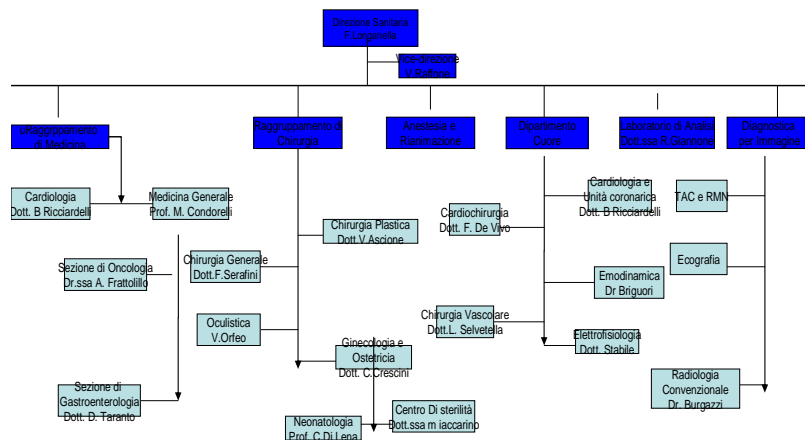 Direzione Sanitaria
F.Longanella
Vice-direzione
V.Rattona
uRaggrppamento
di Medicina
Raggruppamento di
Chirurgia
Anestesia e
Rianimazione
Dipartimento
Cuore
Laboratorio di Analisi
Dott.ssa R.Giannone
Diagnostica
per immagine
Cardiologia
Dott. B Ricciardelli
Medicina Generale
Prof. M. Condorelli
Sezione di Oncologia
Dr.ssa A. Frattolillo
Sezione di
Gastroenterologia
Dott. D. Taranto
Chirurgia Plastica
Dott.V.Ascione
Chirurgia Generale
Dott.F.Serafini
Oculistica
V.Orfeo
Ginecologia e
Ostetricia
Dott. C.Crescini
Neonatologia
Prof. C.Di Lena
Centro Di sterilità
Dott.ssa m iaccarino
Cardiochirurgia
Dott. F. De Vivo
Cardiologia e
Unità coronarica
Dott. B Ricciardelli
Emodinamica
Dr Briguori
Chirurgia Vascolare
Dott.L. Selvetella
Elettrofisiologia
Dott. Stabile
TAC e RMN
Ecografia
Radiologia
Convenzionale
Dr. Burgazzi